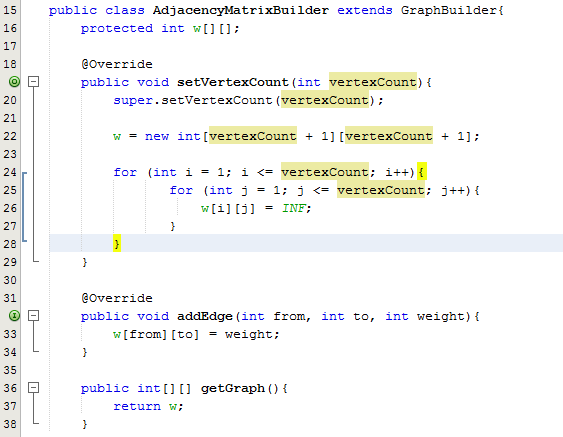 15 public class AdjacencyMatrixBuilder extends GraphBuilder{
16     protected int w[][];
17
18     @Override
    public void setVertexCount(int vertexCount){
20         super.setVertexCount(vertexCount);
21
22         w = new int[vertexCount + 1][vertexCount + 1];
23
24         for (int i = 1; i <= vertexCount; i++){
25                for (int j = 1; j <= vertexCount; j++){
26                    w[i][j] = INF;
27                }
28         }
29     }
30
31     @Override
    public void addEdge(int from, int to, int weight){
33         w[from][to] = weight;
34     }
35
36     public int[][] getGraph(){
37         return w;
38     }